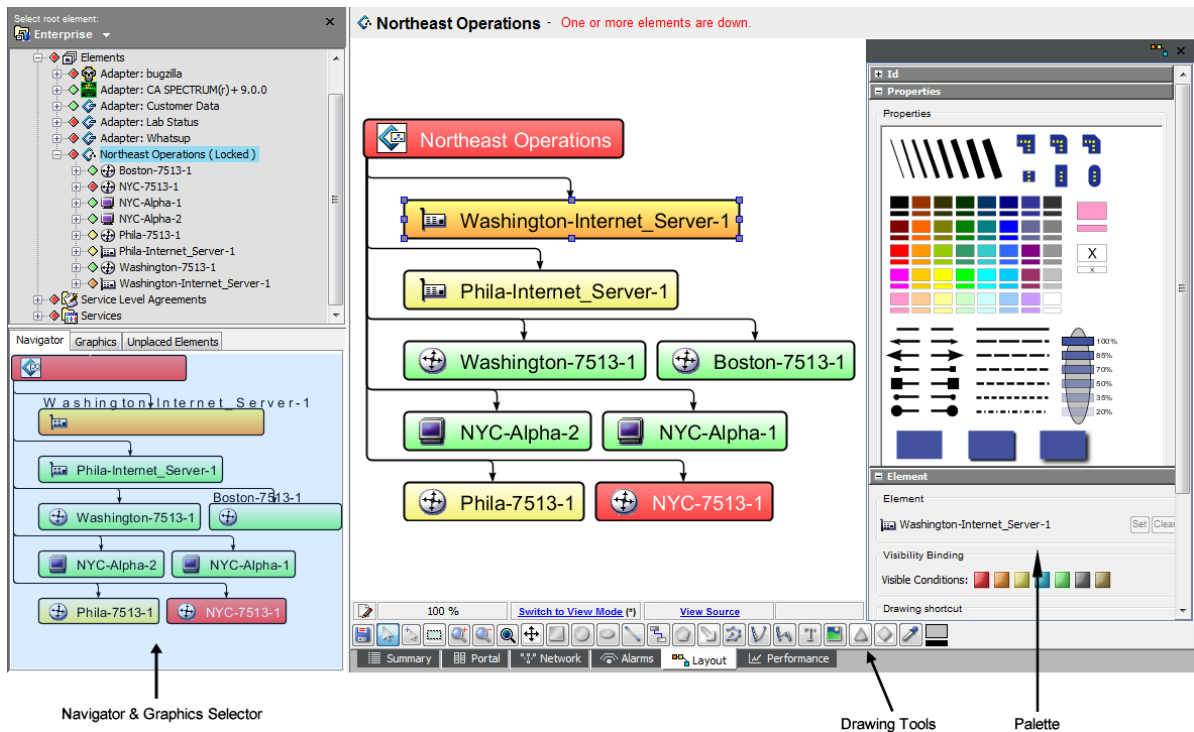 Select root element:
Enterprise
Elements
Adapter: bugzilla
Adapter: CA SPECTRUM(r)+ 9.0.0
Adapter: Customer Data
Adapter: Lab Status
Adapter: Whatsup
Northeast Operations ( Locked )
Boston-7513-1
NYC-7513-1
NYC-Alpha-1
NYC-Alpha-2
Phila-7513-1
Phila-Internet_Server-1
Washington-7513-1
Washington-Internet_Server-1
Service Level Agreements
Services
Navigator Graphics Unplaced Elements
Washington-Internet_Server-1
Phila-Internet_Server-1
Boston-7513-1
Washington-7513-1
NYC-Alpha-2 NYC-Alpha-1
Phila-7513-1 NYC-7513-1
Navigator & Graphics Selector
Northeast Operations - One or more elements are down.
Northeast Operations
Washington-Internet_Server-1
Phila-Internet_Server-1
Washington-7513-1 Boston-7513-1
NYC-Alpha-2 NYC-Alpha-1
Phila-7513-1 NYC-7513-1
100 % Switch to View Mode (*) View Source
Summary Portal Network Alarms Layout Performance
Drawing Tools
Id
Properties
Properties
X
x
100%
85%
70%
50%
35%
20%
Element
Element
Washington-Internet_Server-1 Set Clear
Visibility Binding
Visible Conditions:
Drawing shortcut
Palette